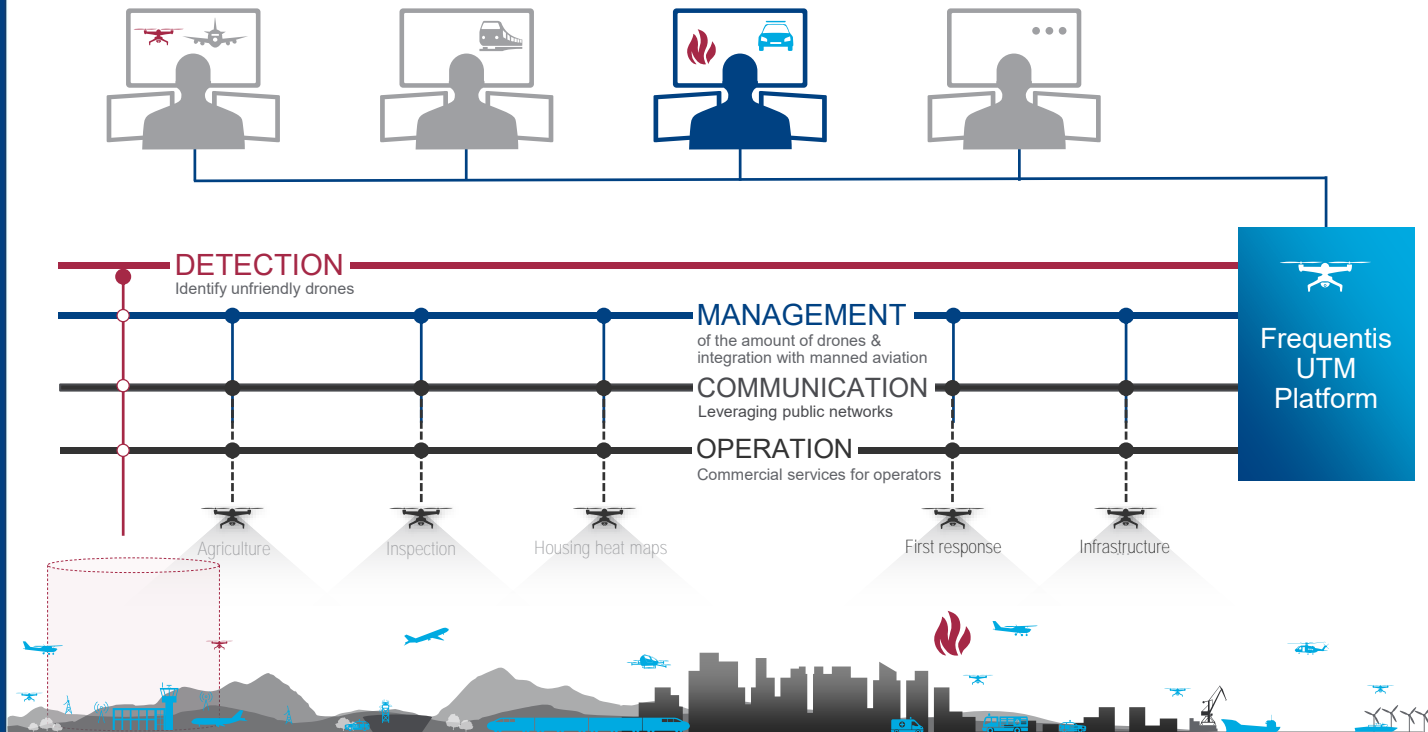 DETECTION
Identify unfriendly drones
MANAGEMENT
of the amount of drones &
integration with manned aviation
COMMUNICATION
Leveraging public networks
OPERATION
Commercial services for operators
Frequentis
UTM
Platform
Agriculture
Inspection
Housing heat maps
First response
Infrastructure